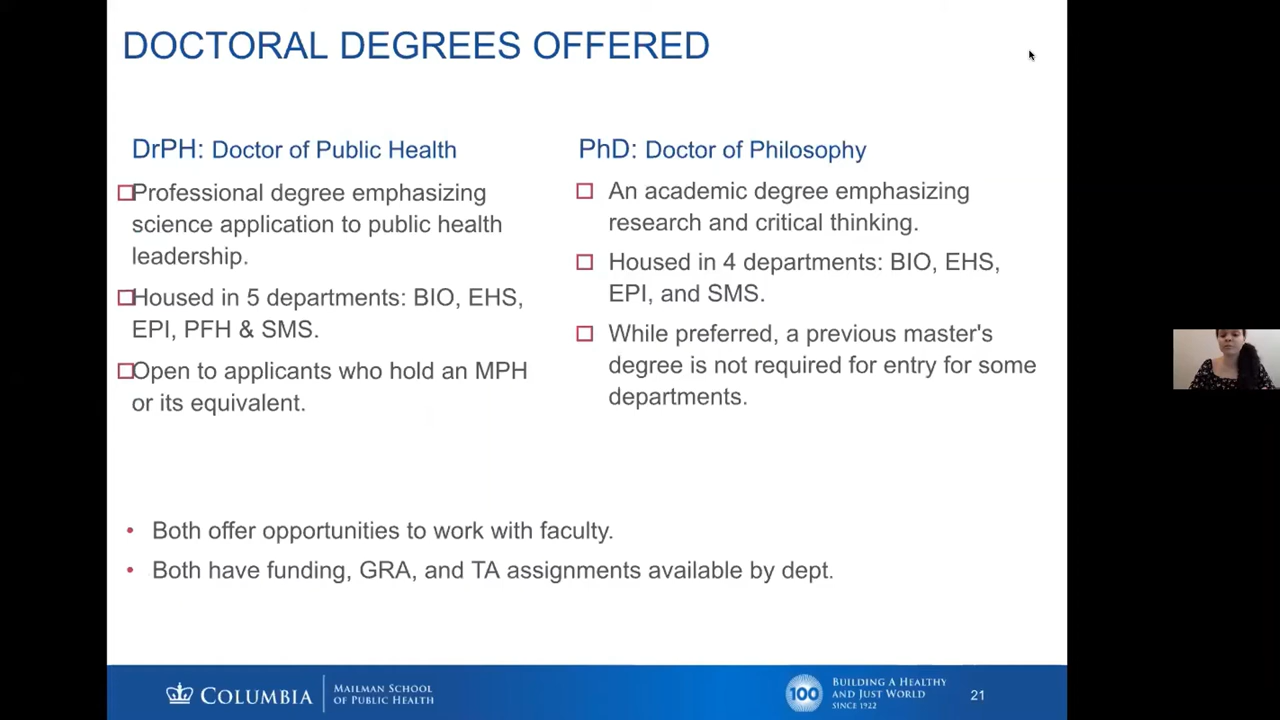 DOCTORAL DEGREES OFFERED
DrPH: Doctor of Public Health
Professional degree emphasizing
science application to public health
leadership.
Housed in 5 departments: BIO, EHS,
EPI, PFH & SMS.
Open to applicants who hold an MPH
or its equivalent.
PhD: Doctor of Philosophy
An academic degree emphasizing
research and critical thinking.
Housed in 4 departments: BIO, EHS,
EPI, and SMS.
While preferred, a previous master's
degree is not required for entry for some
departments.
• Both offer opportunities to work with faculty.
• Both have funding, GRA, and TA assignments available by dept.
COLUMBIA
MAILMAN SCHOOL
OF PUBLIC HEALTH
100
BUILDING A HEALTHY
AND JUST WORLD
SINCE 1922
21